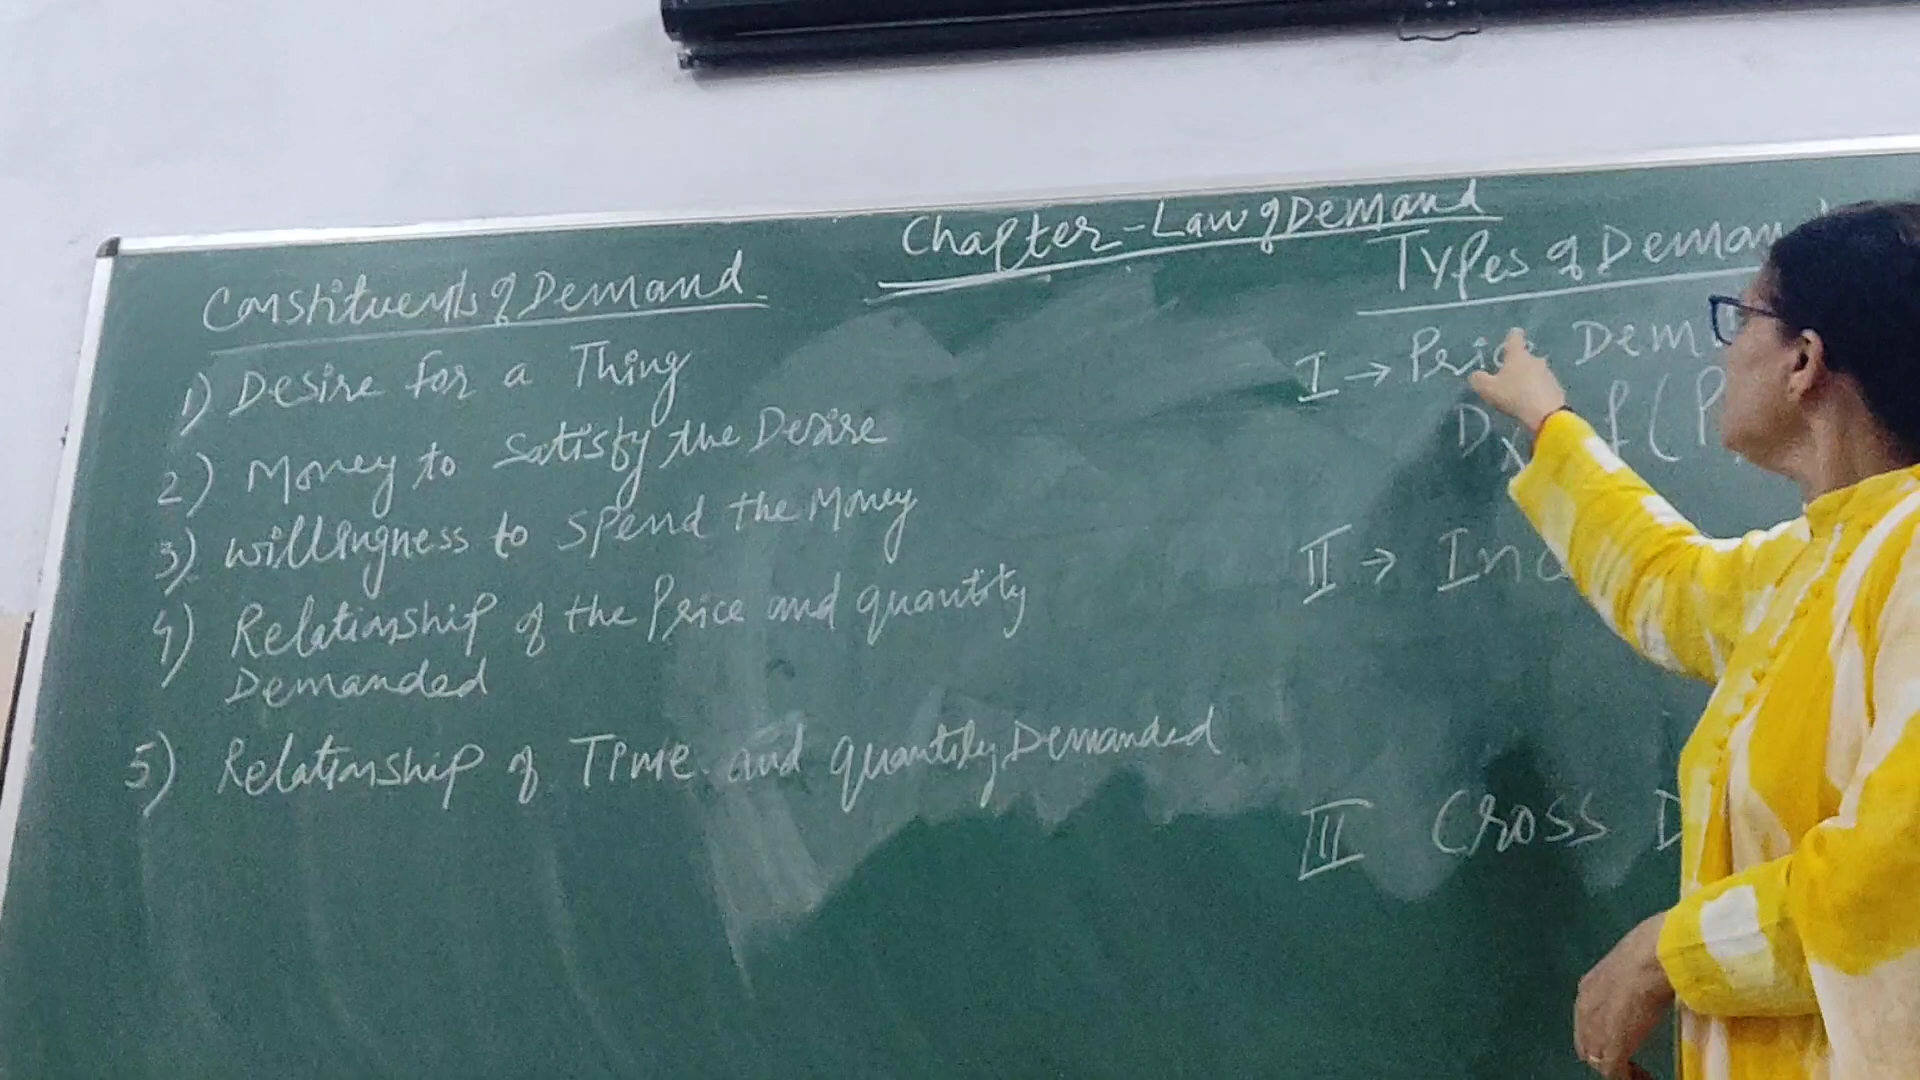 Chapter - Law of Demand
Constituents of Demand
1) Desire for a Thing
2) Money to satisfy the Desire
3) Willingness to spend the Money
4) Relationship of the Price and quantity
Demanded
5) Relationship of Time and quantity Demanded
Types of Deman
I → Price Dem
Dx f(P
II → Inc
III Cross D